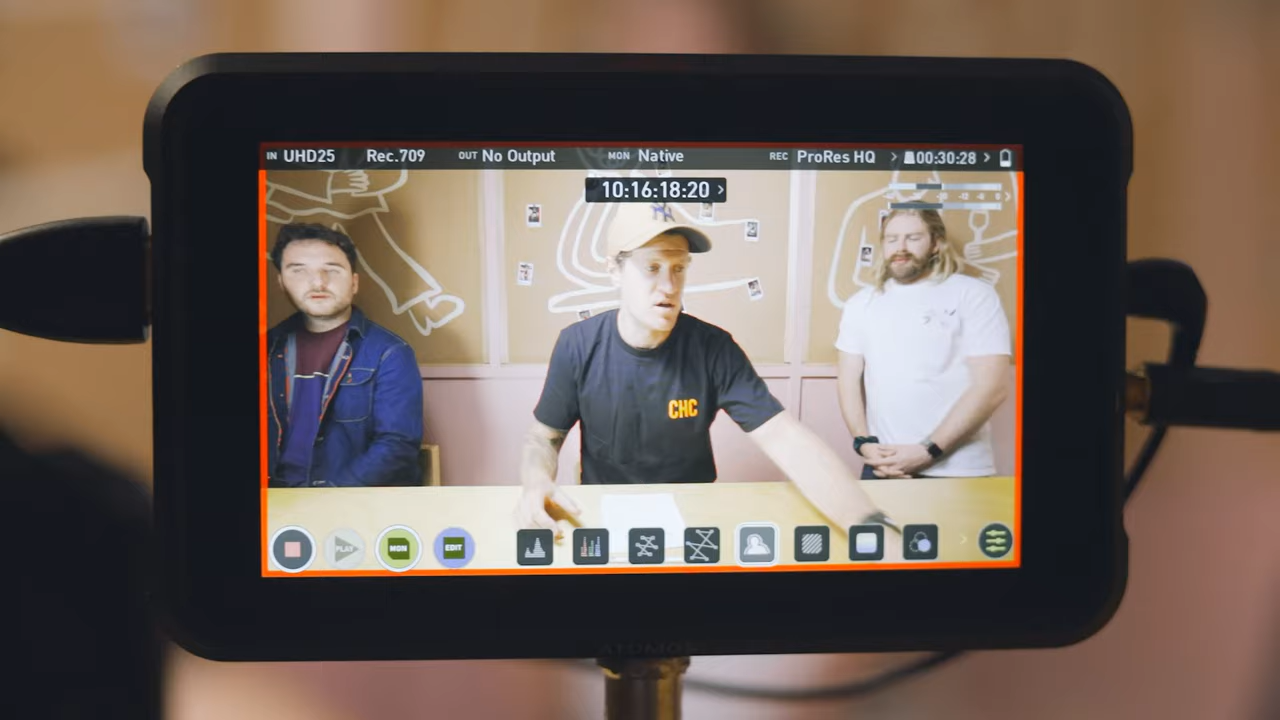 IN UHD25 Rec.709 OUT No Output MON Native REC ProRes HQ > 00:30:28 >
10:16:18:20 >
NY
CHC
PLAY MON EDIT
ATOMOS